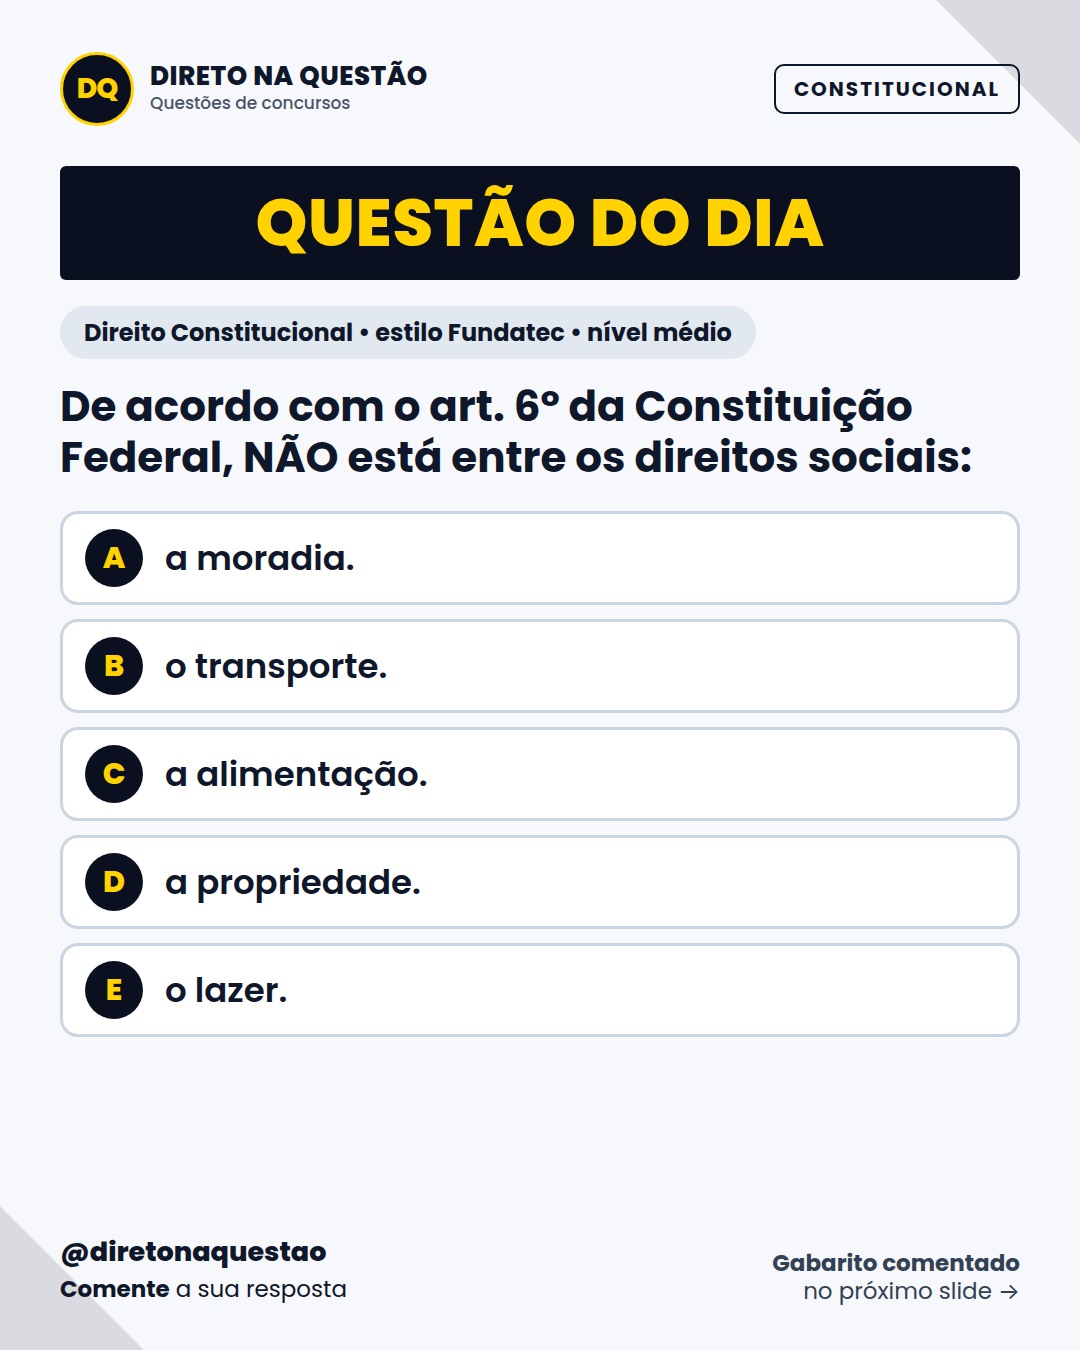 DQ
DIRETO NA QUESTÃO
Questões de concursos
CONSTITUCIONAL
QUESTÃO DO DIA
Direito Constitucional • estilo Fundatec • nível médio
De acordo com o art. 6º da Constituição
Federal, NÃO está entre os direitos sociais:
A a moradia.
B o transporte.
C a alimentação.
D a propriedade.
E o lazer.
@diretonaquestao
Comente a sua resposta
Gabarito comentado
no próximo slide →